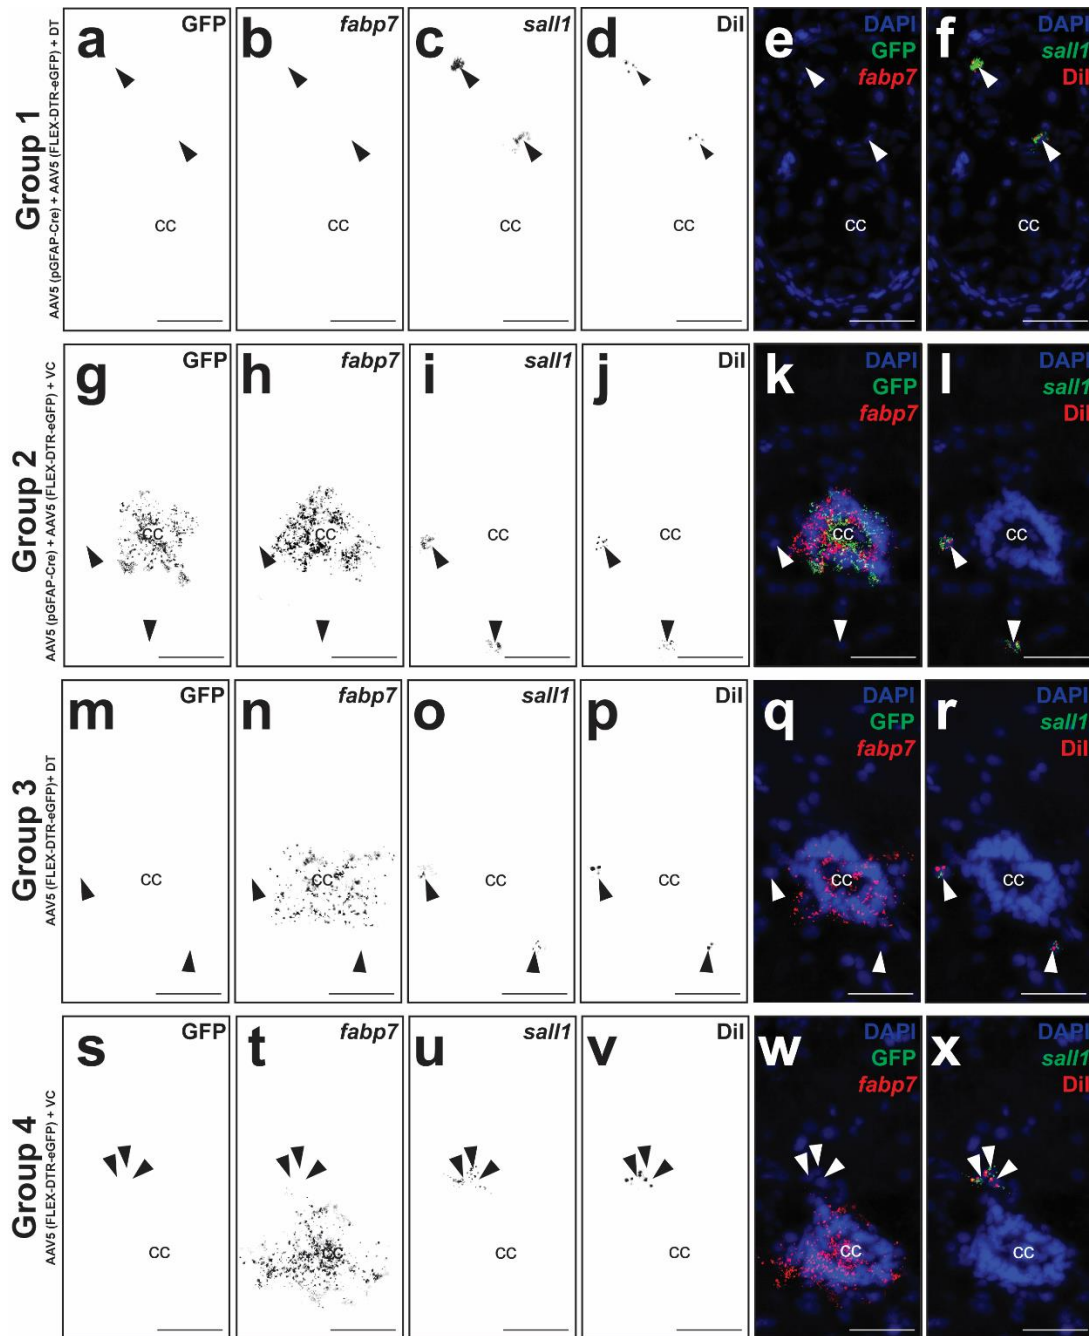 Group 1
AAV5 (pGFAP-Cre) + AAV5 (FLEX-DTR-eGFP) + DT
a GFP
CC
b fabp7
CC
c sall1
CC
d DiI
CC
e DAPI
GFP
fabp7
CC
f DAPI
sall1
DiI
CC
Group 2
AAV5 (pGFAP-Cre) + AAV5 (FLEX-DTR-eGFP) + VC
g GFP
CC
h fabp7
CC
i sall1
CC
j DiI
CC
k DAPI
GFP
fabp7
CC
l DAPI
sall1
DiI
CC
Group 3
AAV5 (FLEX-DTR-eGFP)+ DT
m GFP
CC
n fabp7
CC
o sall1
CC
p DiI
CC
q DAPI
GFP
fabp7
CC
r DAPI
sall1
DiI
CC
Group 4
AAV5 (FLEX-DTR-eGFP) + VC
s GFP
CC
t fabp7
CC
u sall1
CC
v DiI
CC
w DAPI
GFP
fabp7
CC
x DAPI
sall1
DiI
CC